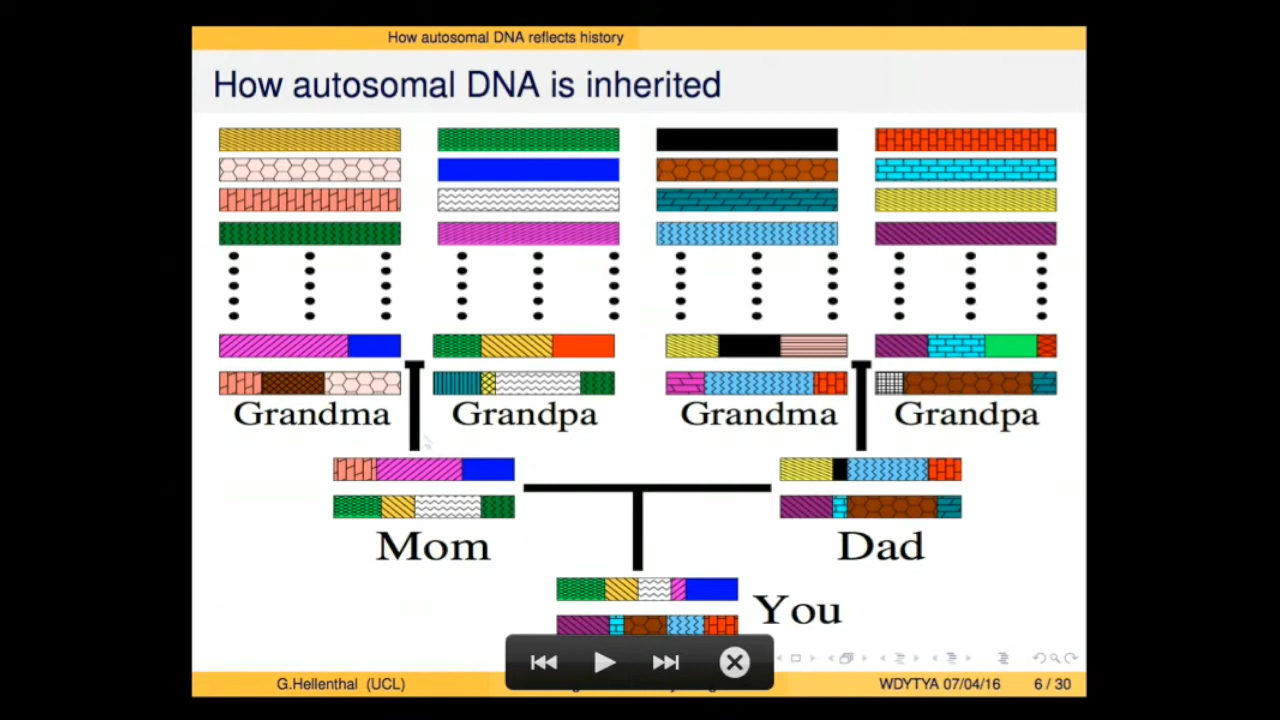 How autosomal DNA reflects history
How autosomal DNA is inherited
Grandma Grandpa Grandma Grandpa
Mom Dad
You
G.Hellenthal (UCL) WDYTYA 07/04/16 6 / 30